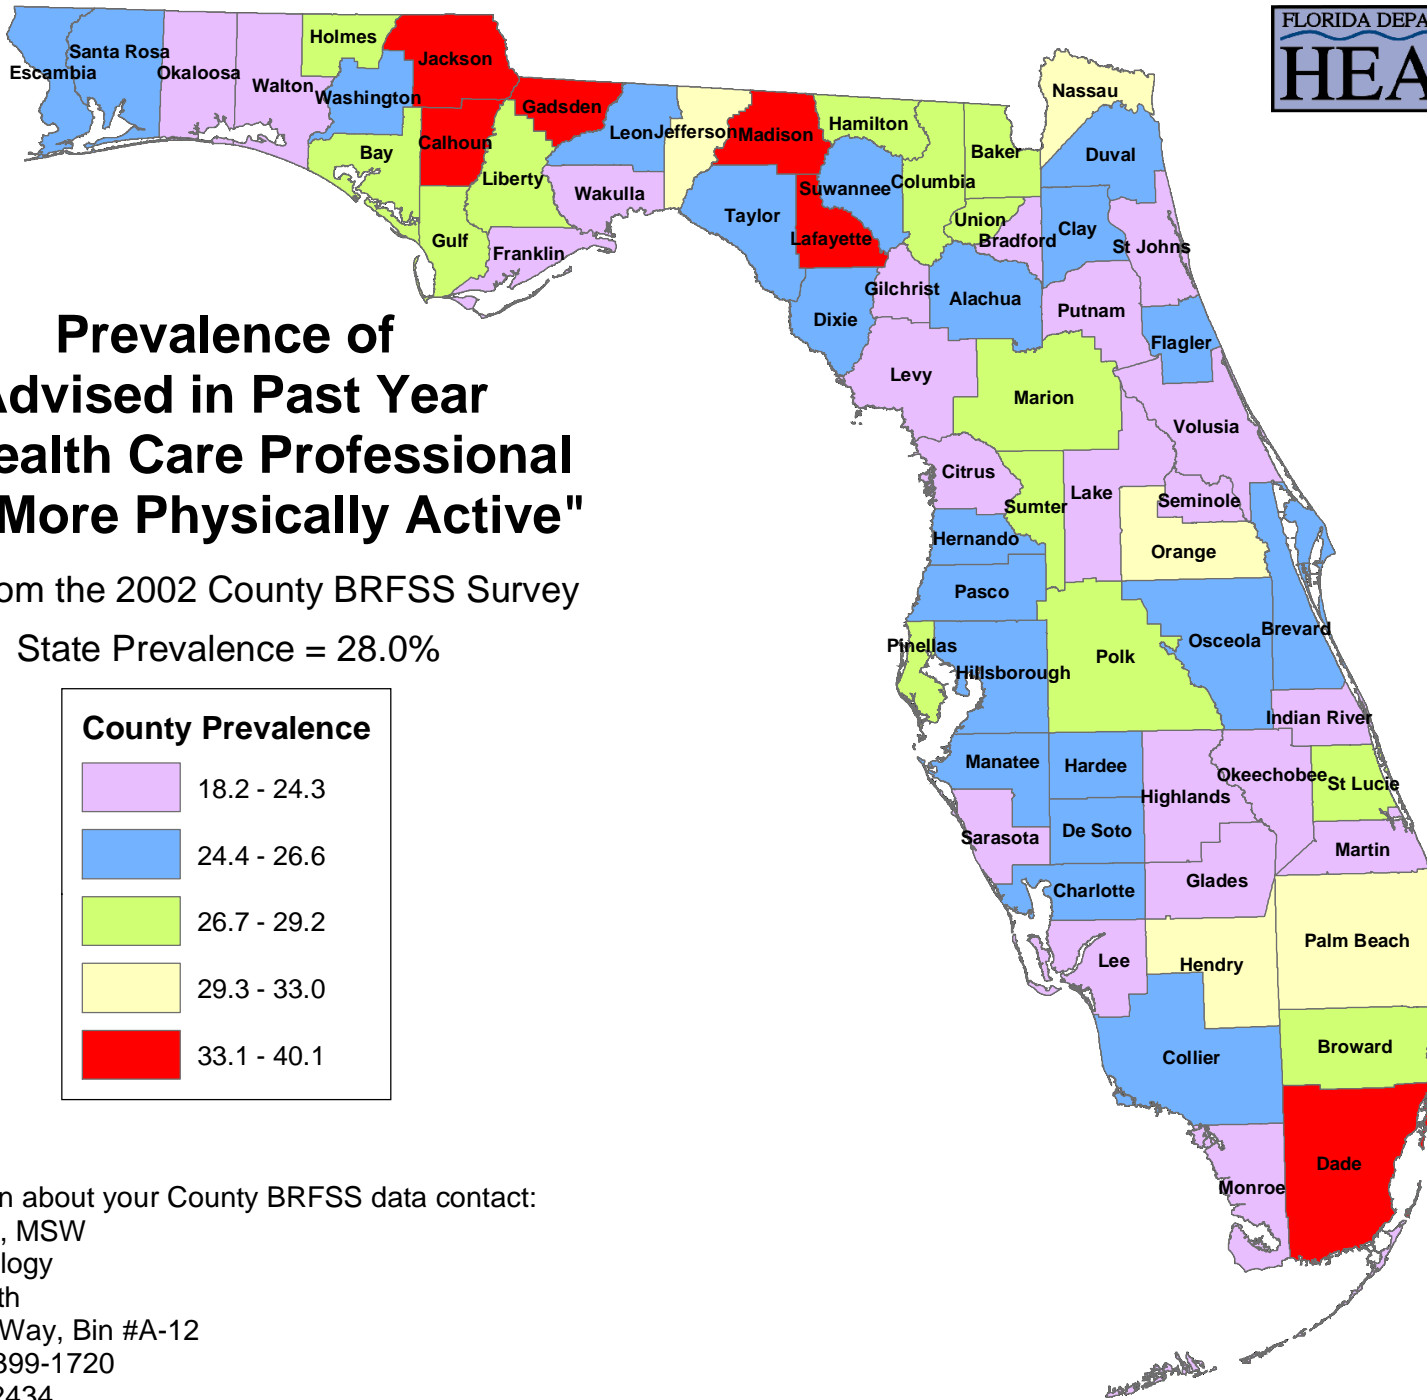 FLORIDA DEPA
HEA
Holmes
Jackson
Santa Rosa
Escambia
Okaloosa
Walton
Washington
Nassau
Gadsden
Leon
Jefferson
Madison
Hamilton
Calhoun
Bay
Liberty
Baker
Duval
Wakulla
Suwannee
Columbia
Taylor
Union
Bradford
Clay
St Johns
Gulf
Franklin
Lafayette
Gilchrist
Alachua
Putnam
Dixie
Flagler
Levy
Marion
Volusia
Citrus
Lake
Seminole
Sumter
Hernando
Orange
Pasco
Pinellas
Hillsborough
Polk
Osceola
Brevard
Indian River
Manatee
Hardee
Highlands
Okeechobee
St Lucie
Sarasota
De Soto
Martin
Charlotte
Glades
Lee
Hendry
Palm Beach
Collier
Broward
Dade
Monroe
Prevalence of
Advised in Past Year
ealth Care Professional
More Physically Active"
om the 2002 County BRFSS Survey
State Prevalence = 28.0%
County Prevalence
18.2 - 24.3
24.4 - 26.6
26.7 - 29.2
29.3 - 33.0
33.1 - 40.1
n about your County BRFSS data contact:
, MSW
logy
th
Way, Bin #A-12
399-1720
2434